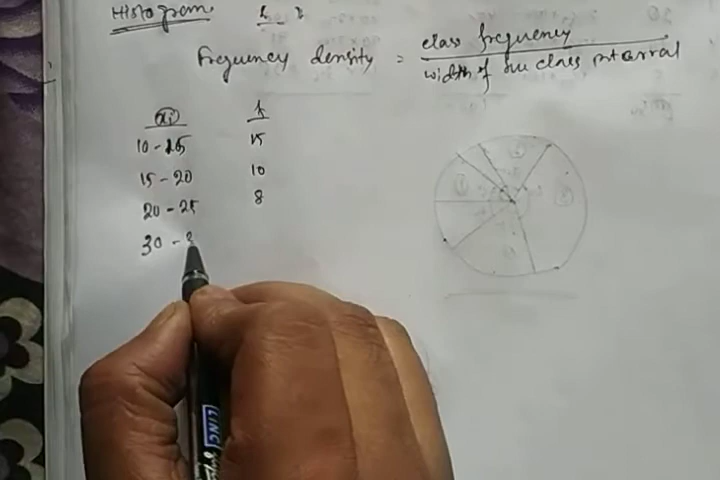 Histogram
Frequency density = class frequency
width of the class interval
(xi) f
10 - 15 15
15 - 20 10
20 - 25 8
30 -
LINC